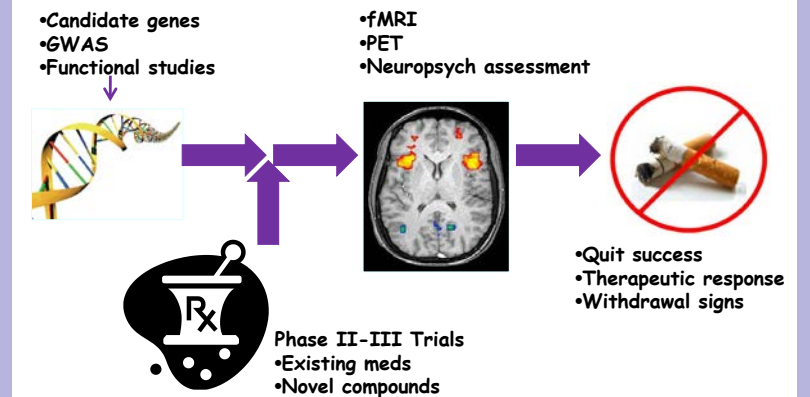 •Candidate genes
•GWAS
•Functional studies
•fMRI
•PET
•Neuropsych assessment
Rx
•Quit success
•Therapeutic response
•Withdrawal signs
Phase II-III Trials
•Existing meds
•Novel compounds